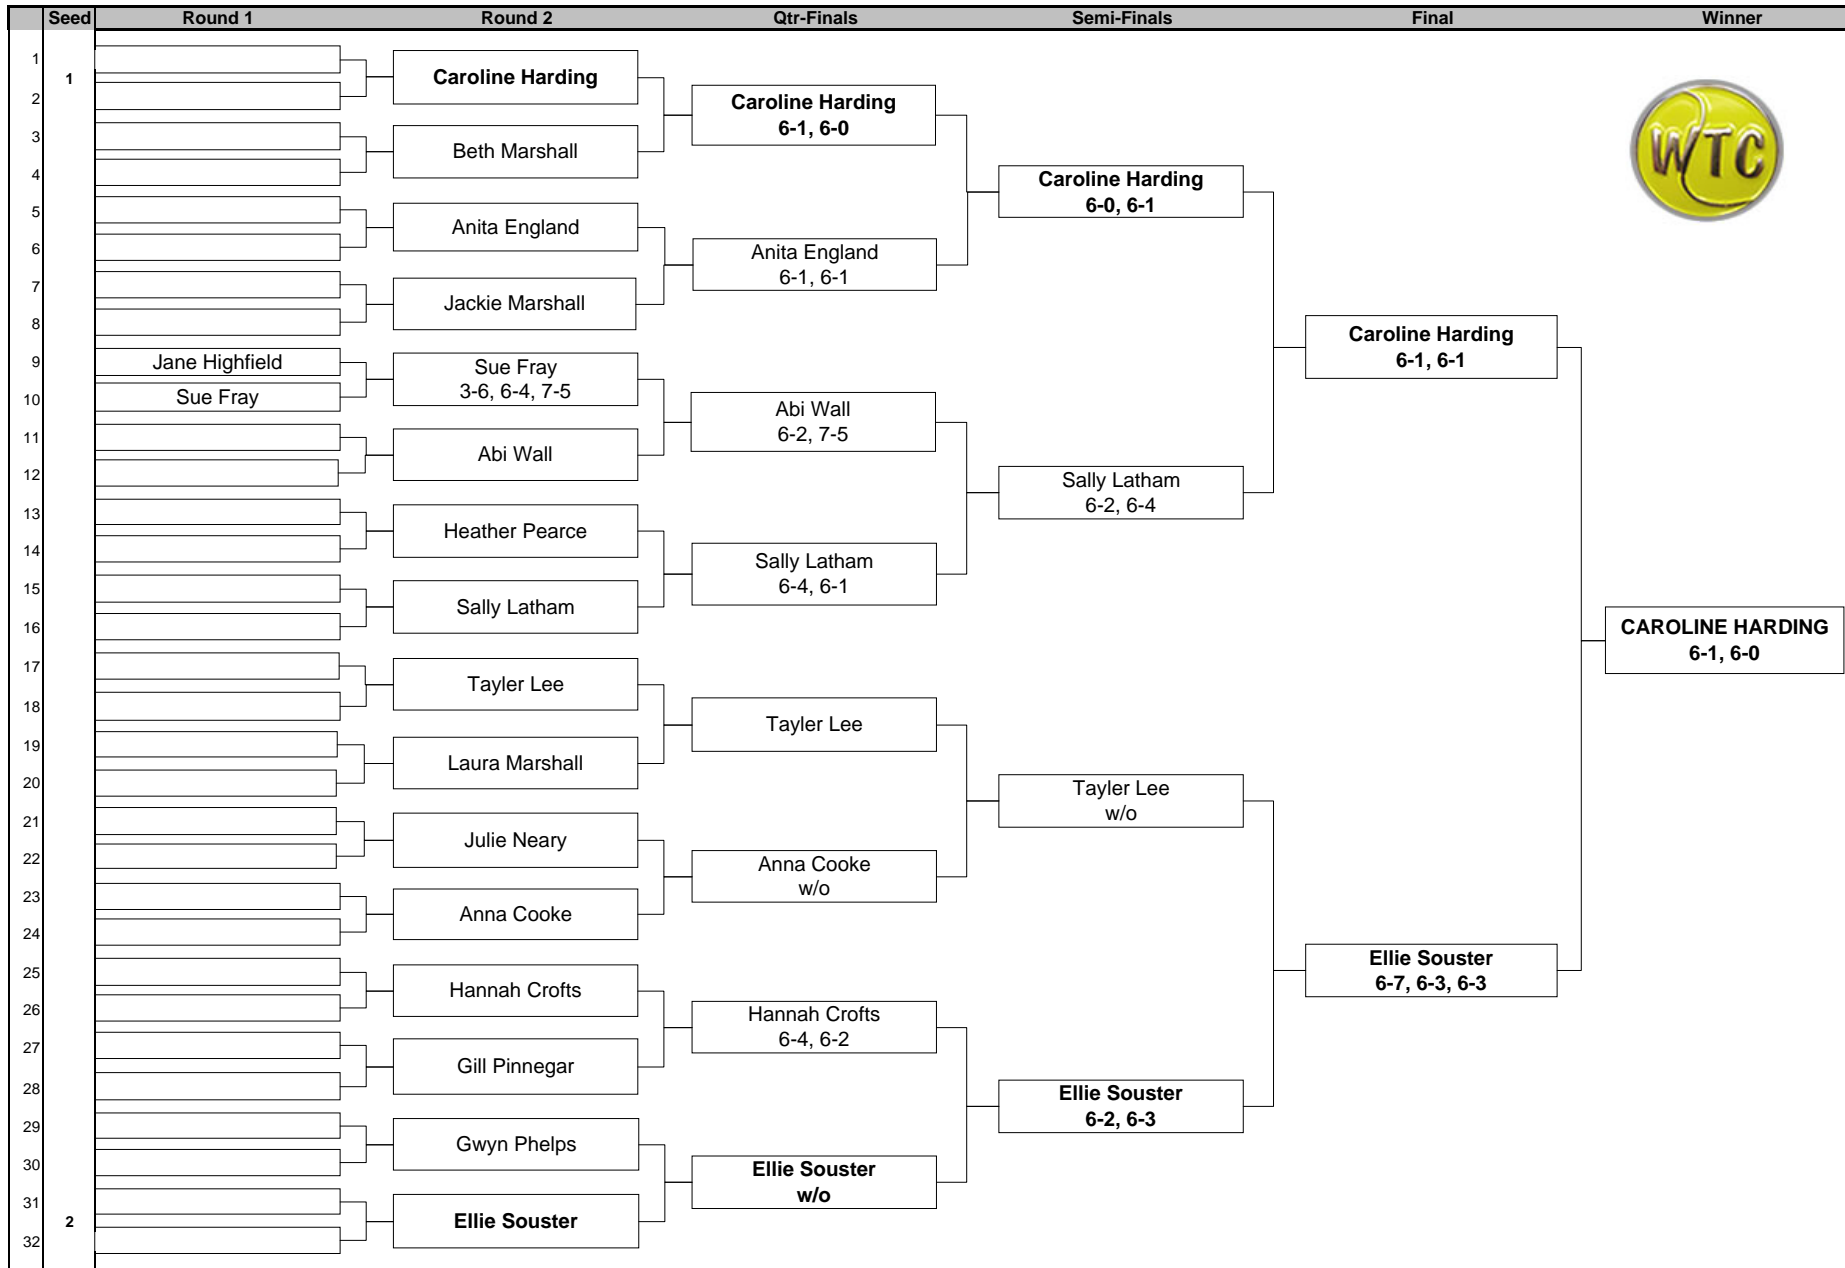 Seed Round 1 Round 2 Qtr-Finals Semi-Finals Final Winner
1
1
2
3
4
5
6
7
8
9
10
11
12
13
14
15
16
17
18
19
20
21
22
23
24
25
26
27
28
29
30
31
2
32
Jane Highfield
Sue Fray
Caroline Harding
Beth Marshall
Anita England
Jackie Marshall
Sue Fray
3-6, 6-4, 7-5
Abi Wall
Heather Pearce
Sally Latham
Tayler Lee
Laura Marshall
Julie Neary
Anna Cooke
Hannah Crofts
Gill Pinnegar
Gwyn Phelps
Ellie Souster
Caroline Harding
6-1, 6-0
Anita England
6-1, 6-1
Abi Wall
6-2, 7-5
Sally Latham
6-4, 6-1
Tayler Lee
Anna Cooke
w/o
Hannah Crofts
6-4, 6-2
Ellie Souster
w/o
Caroline Harding
6-0, 6-1
Sally Latham
6-2, 6-4
Tayler Lee
w/o
Ellie Souster
6-2, 6-3
Caroline Harding
6-1, 6-1
Ellie Souster
6-7, 6-3, 6-3
WTC
CAROLINE HARDING
6-1, 6-0